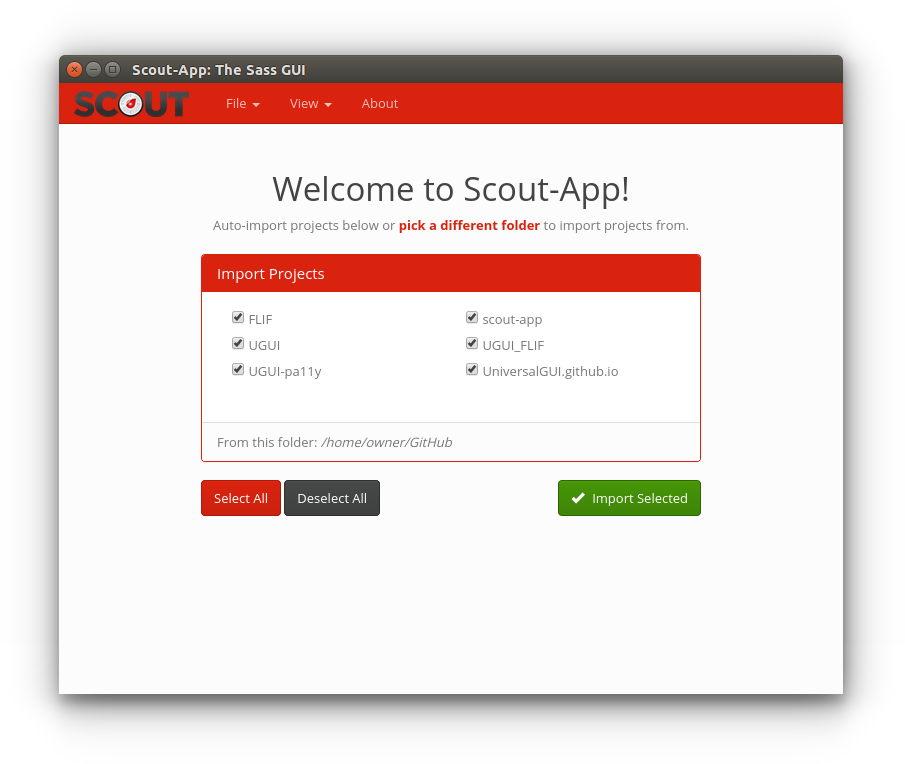 Scout-App: The Sass GUI
SCOUT File View About
Welcome to Scout-App!
Auto-import projects below or pick a different folder to import projects from.
Import Projects
FLIF scout-app
UGUI UGUI_FLIF
UGUI-pa11y UniversalGUI.github.io
From this folder: /home/owner/GitHub
Select All Deselect All Import Selected